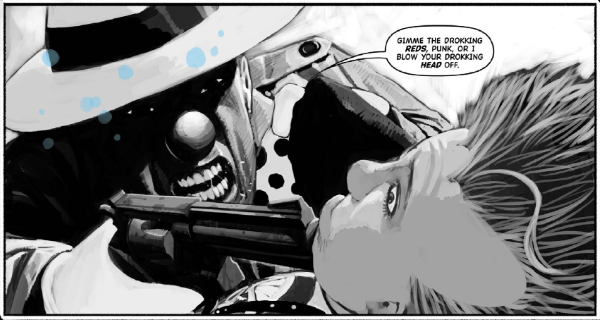 GIMME THE DROKKING
REDS, PUNK, OR I
BLOW YOUR DROKKING
HEAD OFF.